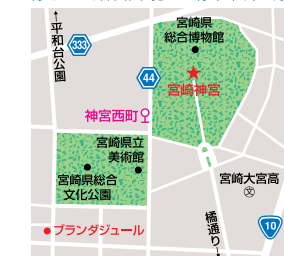 平和台公園
333
宮崎県
総合博物館
44
宮崎神宮
神宮西町
宮崎県立
美術館
宮崎県総合
文化公園
宮崎大宮高
文
ブランダジュール
橘通り
10